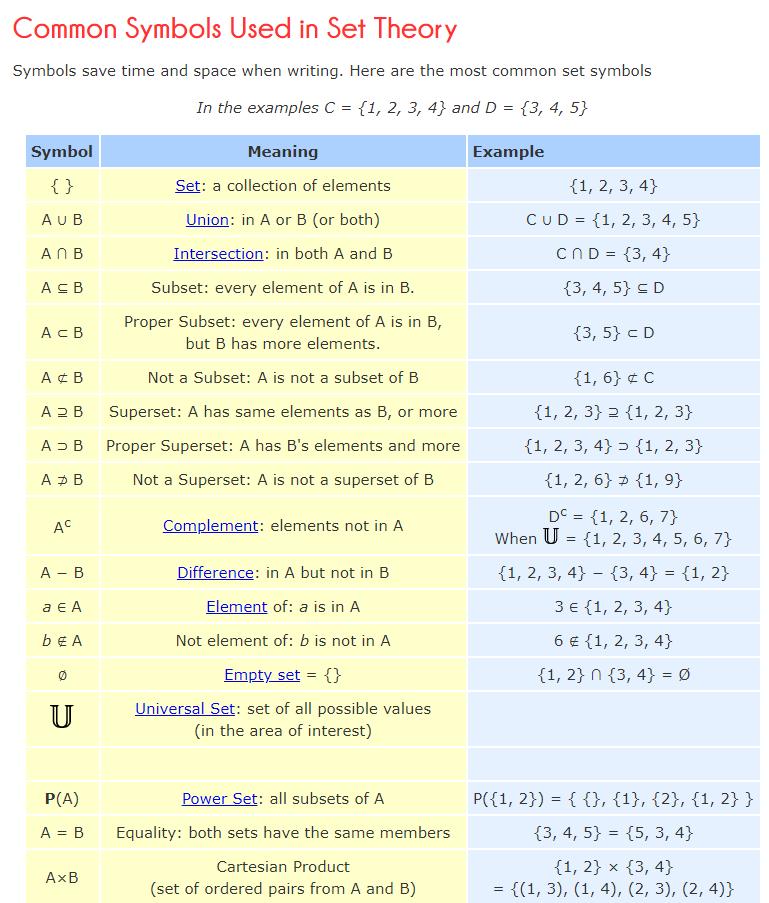 Common Symbols Used in Set Theory
Symbols save time and space when writing. Here are the most common set symbols
In the examples C = {1, 2, 3, 4} and D = {3, 4, 5}
Symbol Meaning Example
{ } Set: a collection of elements {1, 2, 3, 4}
A ∪ B Union: in A or B (or both) C ∪ D = {1, 2, 3, 4, 5}
A ∩ B Intersection: in both A and B C ∩ D = {3, 4}
A ⊆ B Subset: every element of A is in B. {3, 4, 5} ⊆ D
A ⊂ B Proper Subset: every element of A is in B,
but B has more elements. {3, 5} ⊂ D
A ⊄ B Not a Subset: A is not a subset of B {1, 6} ⊄ C
A ⊇ B Superset: A has same elements as B, or more {1, 2, 3} ⊇ {1, 2, 3}
A ⊃ B Proper Superset: A has B's elements and more {1, 2, 3, 4} ⊃ {1, 2, 3}
A ⊅ B Not a Superset: A is not a superset of B {1, 2, 6} ⊅ {1, 9}
Aᶜ Complement: elements not in A Dᶜ = {1, 2, 6, 7}
When 𝕌 = {1, 2, 3, 4, 5, 6, 7}
A − B Difference: in A but not in B {1, 2, 3, 4} − {3, 4} = {1, 2}
a ∈ A Element of: a is in A 3 ∈ {1, 2, 3, 4}
b ∉ A Not element of: b is not in A 6 ∉ {1, 2, 3, 4}
∅ Empty set = {} {1, 2} ∩ {3, 4} = Ø
𝕌 Universal Set: set of all possible values
(in the area of interest)
P(A) Power Set: all subsets of A P({1, 2}) = { {}, {1}, {2}, {1, 2} }
A = B Equality: both sets have the same members {3, 4, 5} = {5, 3, 4}
A×B Cartesian Product {1, 2} × {3, 4}
(set of ordered pairs from A and B) = {(1, 3), (1, 4), (2, 3), (2, 4)}